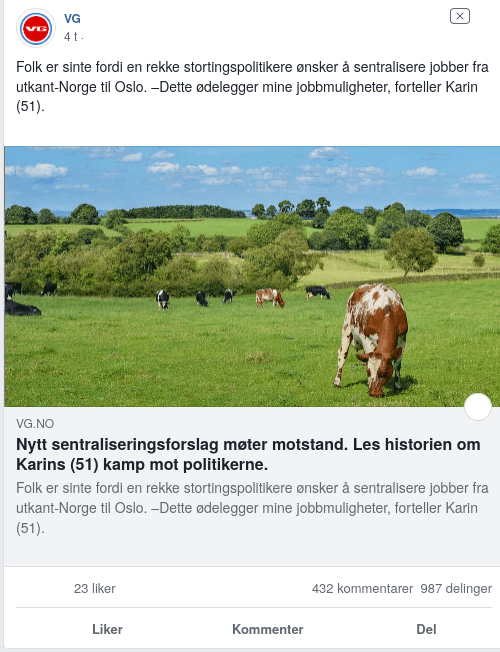 VG
VG
4 t ·
Folk er sinte fordi en rekke stortingspolitikere ønsker å sentralisere jobber fra
utkant-Norge til Oslo. –Dette ødelegger mine jobbmuligheter, forteller Karin
(51).
VG.NO
Nytt sentraliseringsforslag møter motstand. Les historien om
Karins (51) kamp mot politikerne.
Folk er sinte fordi en rekke stortingspolitikere ønsker å sentralisere jobber fra
utkant-Norge til Oslo. –Dette ødelegger mine jobbmuligheter, forteller Karin
(51).
23 liker 432 kommentarer 987 delinger
Liker Kommenter Del